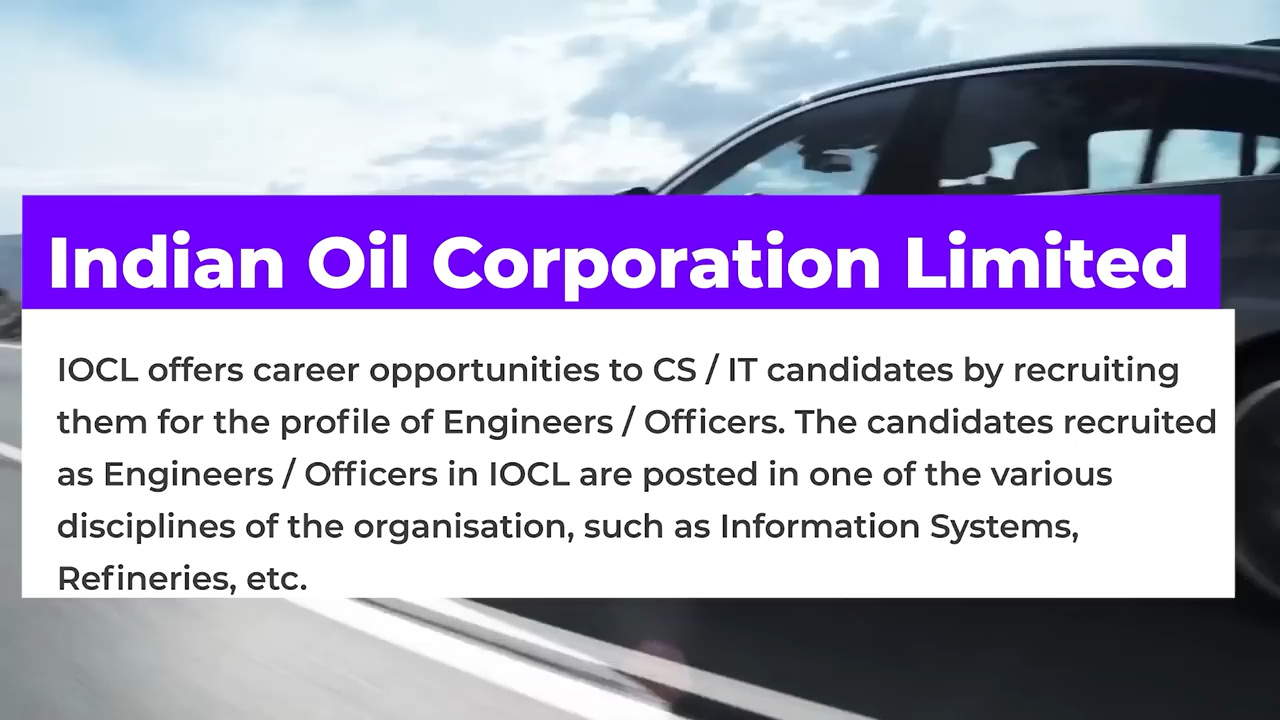 Indian Oil Corporation Limited
IOCL offers career opportunities to CS / IT candidates by recruiting
them for the profile of Engineers / Officers. The candidates recruited
as Engineers / Officers in IOCL are posted in one of the various
disciplines of the organisation, such as Information Systems,
Refineries, etc.